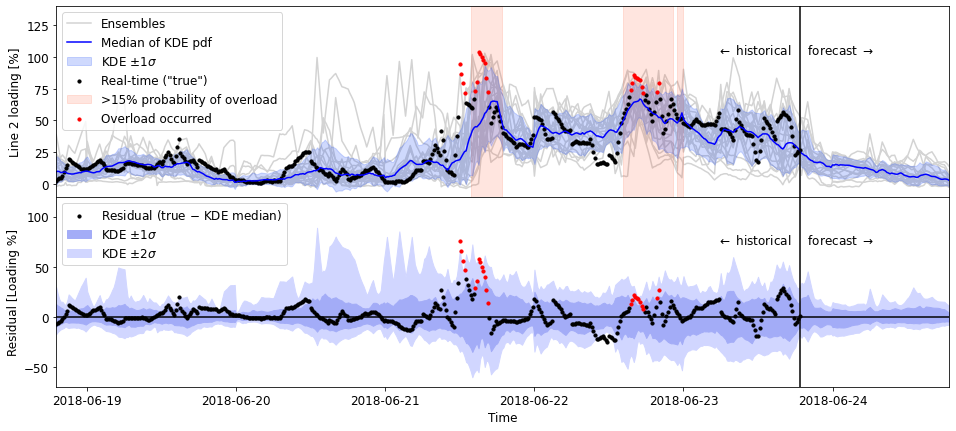 Line 2 loading [%]
125
100
75
50
25
0
Ensembles
Median of KDE pdf
KDE ±1σ
Real-time ("true")
>15% probability of overload
Overload occurred
← historical
forecast →
Residual [Loading %]
100
50
0
−50
Residual (true − KDE median)
KDE ±1σ
KDE ±2σ
← historical
forecast →
2018-06-19
2018-06-20
2018-06-21
2018-06-22
2018-06-23
2018-06-24
Time